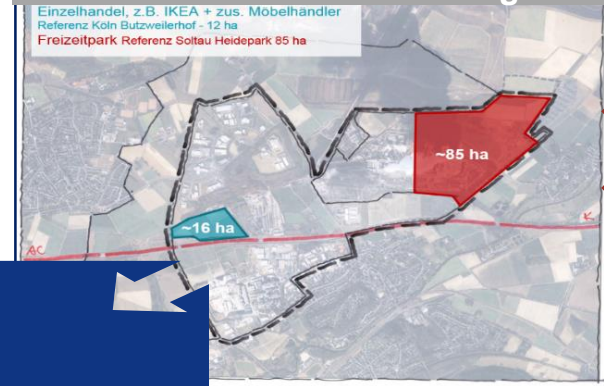 Einzelhandel, z.B. IKEA + zus. Möbelhändler
Referenz Köln Butzweilerhof - 12 ha
Freizeitpark Referenz Soltau Heidepark 85 ha
~85 ha
~16 ha
AC
K